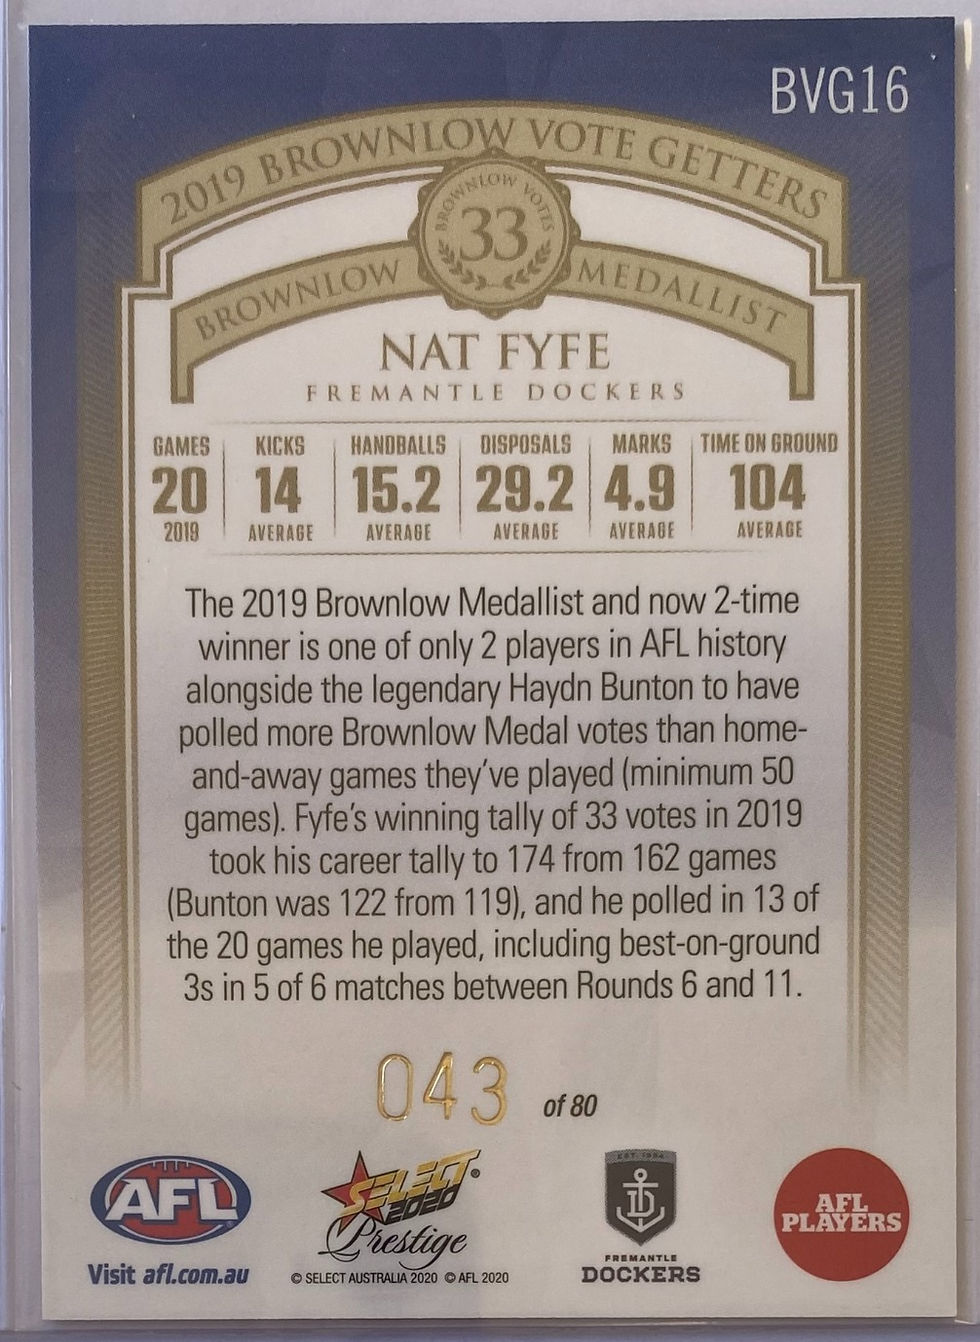 BVG16
2019 BROWNLOW VOTE GETTERS
BROWNLOW VOTES
33
BROWNLOW MEDALLIST
NAT FYFE
FREMANTLE DOCKERS
GAMES KICKS HANDBALLS DISPOSALS MARKS TIME ON GROUND
20 14 15.2 29.2 4.9 104
2019 AVERAGE AVERAGE AVERAGE AVERAGE AVERAGE
The 2019 Brownlow Medallist and now 2-time
winner is one of only 2 players in AFL history
alongside the legendary Haydn Bunton to have
polled more Brownlow Medal votes than home-
and-away games they've played (minimum 50
games). Fyfe's winning tally of 33 votes in 2019
took his career tally to 174 from 162 games
(Bunton was 122 from 119), and he polled in 13 of
the 20 games he played, including best-on-ground
3s in 5 of 6 matches between Rounds 6 and 11.
043 of 80
AFL
Visit afl.com.au
SELECT
2020
Prestige
© SELECT AUSTRALIA 2020 © AFL 2020
EST. 1994
FREMANTLE
DOCKERS
AFL
PLAYERS